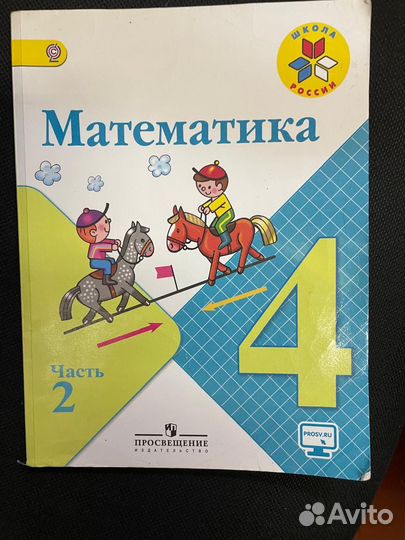 ШКОЛА
РОССИИ
Математика
4
Часть
2
ПРОСВЕЩЕНИЕ
ИЗДАТЕЛЬСТВО
PROSV.RU
Avito